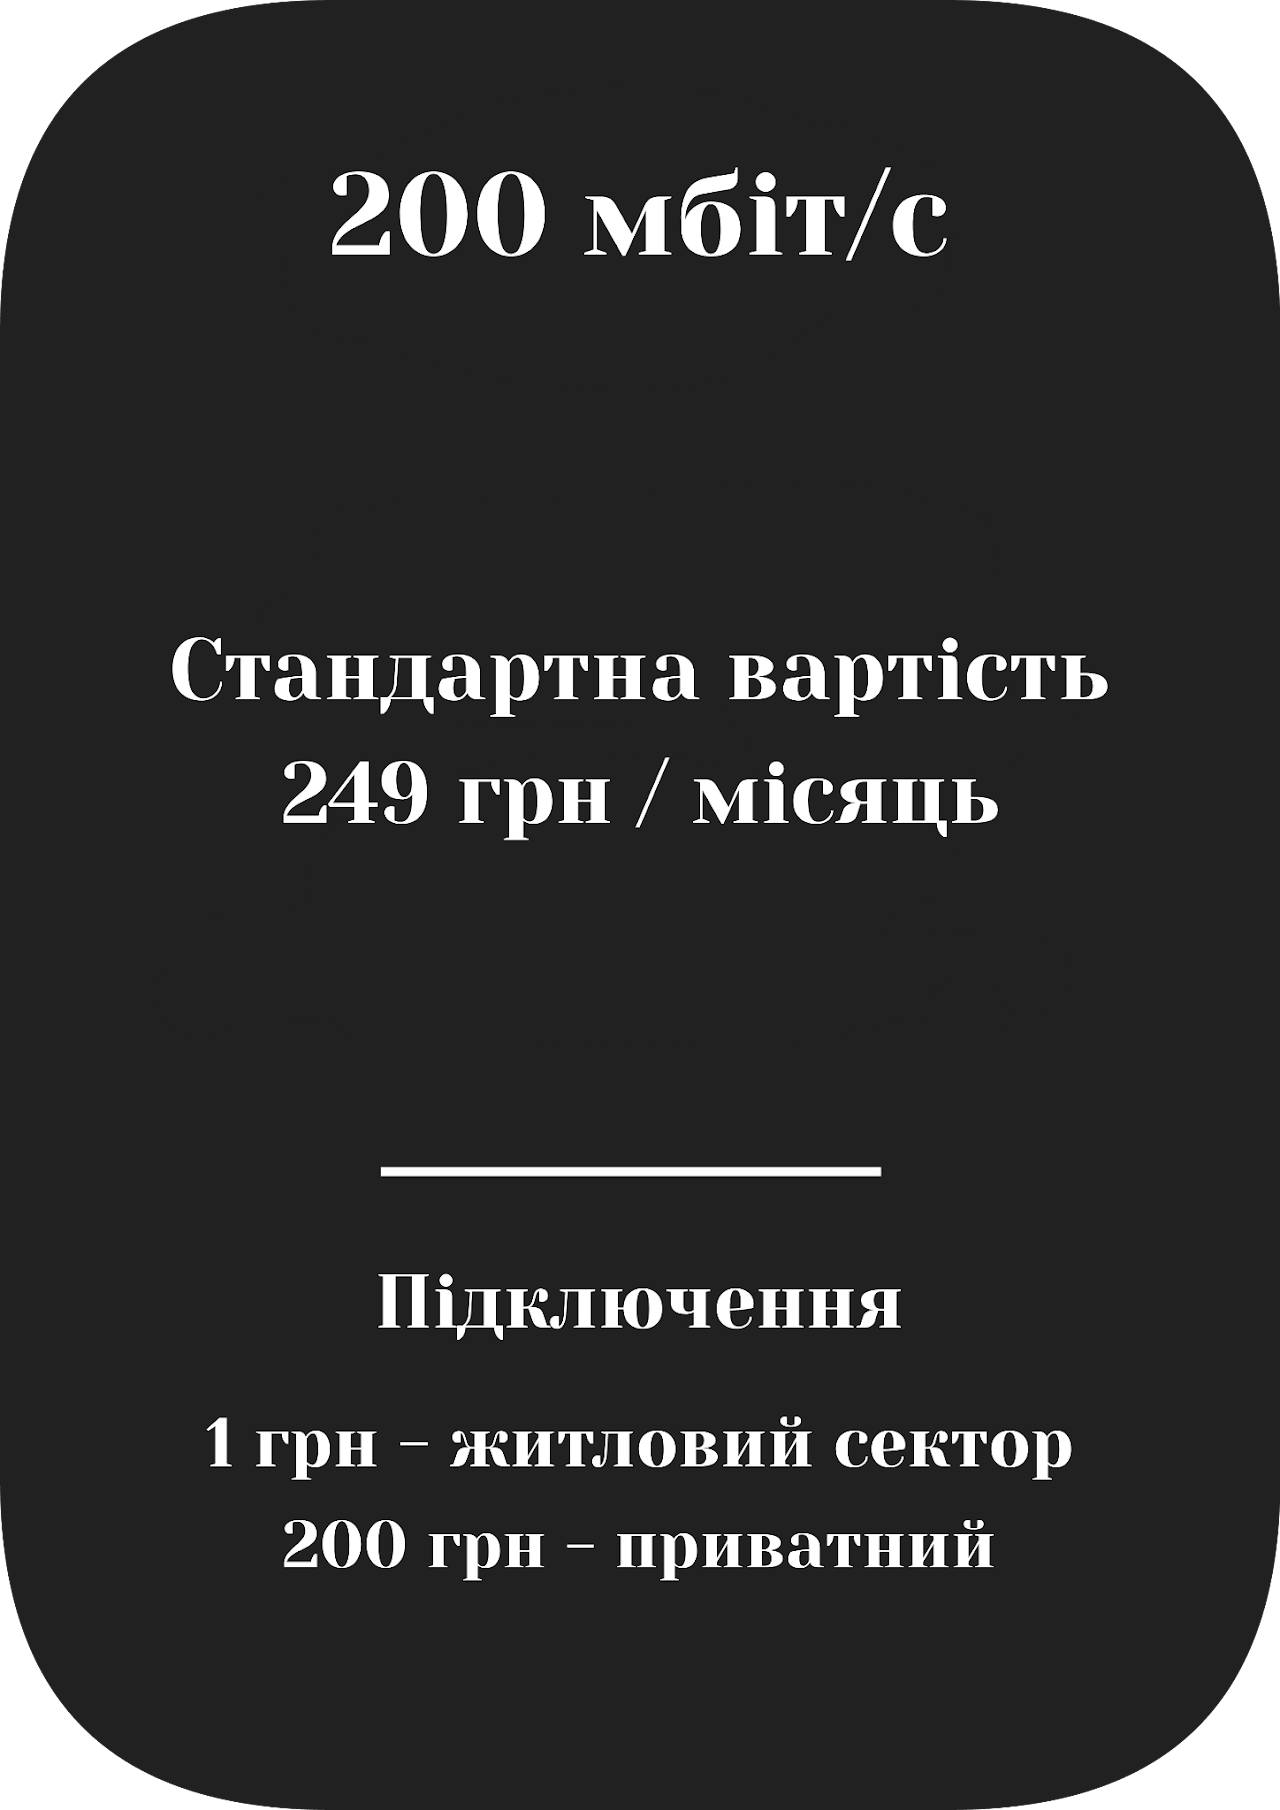 200 мбіт/с
Стандартна вартість
249 грн / місяць
Підключення
1 грн - житловий сектор
200 грн - приватний